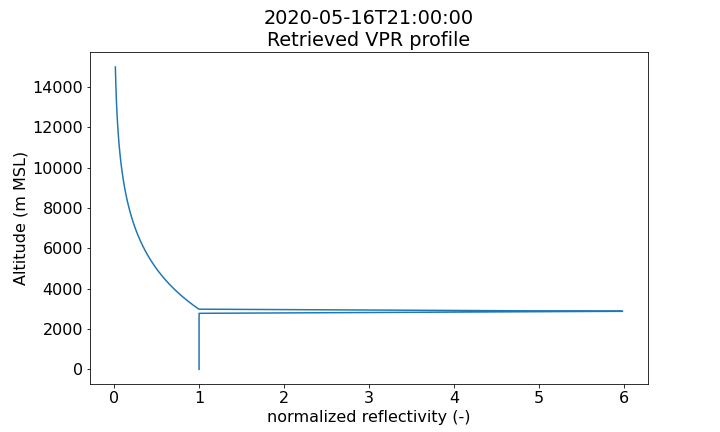 2020-05-16T21:00:00
Retrieved VPR profile
Altitude (m MSL)
14000
12000
10000
8000
6000
4000
2000
0
0 1 2 3 4 5 6
normalized reflectivity (-)